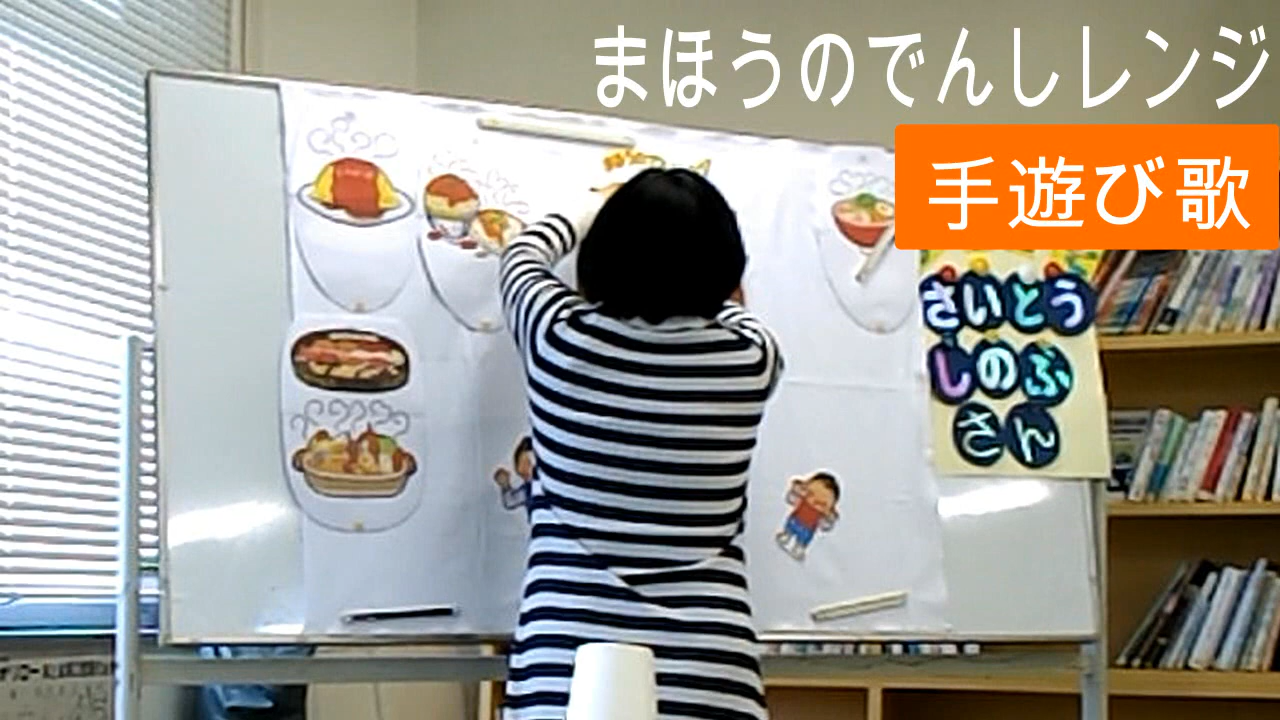 まほうのでんしレンジ
手遊び歌
さいとう
しのぶ
さん